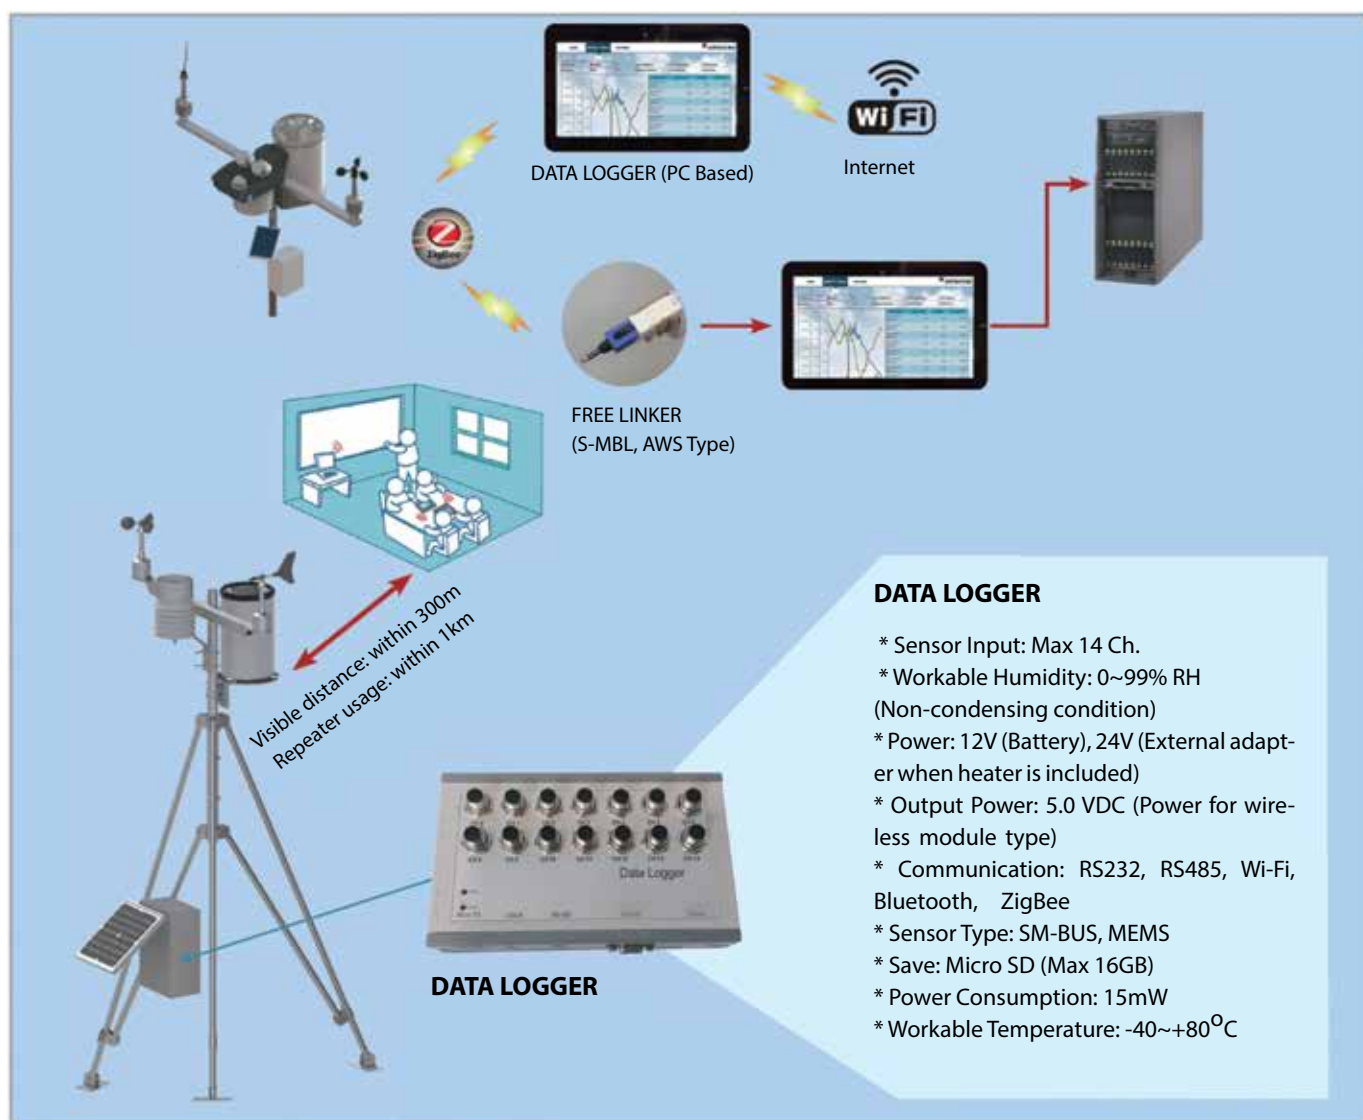 DATA LOGGER (PC Based)
Wi Fi
Internet
ZigBee
FREE LINKER
(S-MBL, AWS Type)
Visible distance: within 300m
Repeater usage: within 1km
Data Logger
DATA LOGGER
DATA LOGGER
* Sensor Input: Max 14 Ch.
* Workable Humidity: 0~99% RH
(Non-condensing condition)
* Power: 12V (Battery), 24V (External adapt-
er when heater is included)
* Output Power: 5.0 VDC (Power for wire-
less module type)
* Communication: RS232, RS485, Wi-Fi,
Bluetooth, ZigBee
* Sensor Type: SM-BUS, MEMS
* Save: Micro SD (Max 16GB)
* Power Consumption: 15mW
* Workable Temperature: -40~+80°C